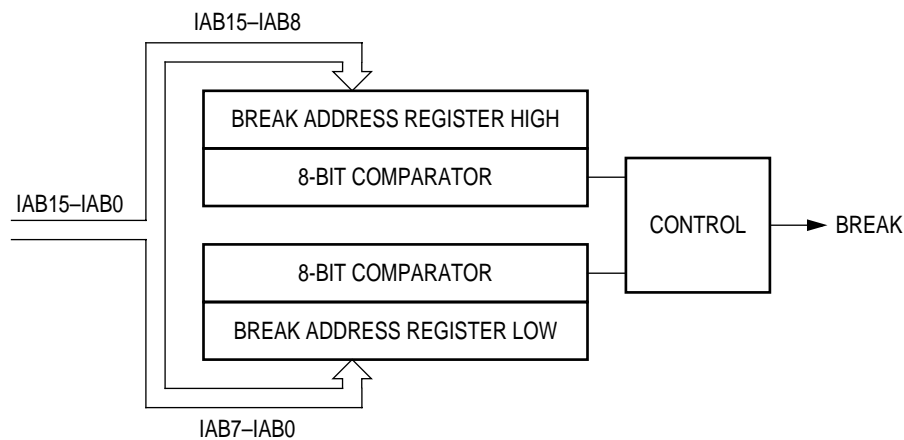 IAB15–IAB8
BREAK ADDRESS REGISTER HIGH
8-BIT COMPARATOR
IAB15–IAB0
CONTROL
BREAK
8-BIT COMPARATOR
BREAK ADDRESS REGISTER LOW
IAB7–IAB0